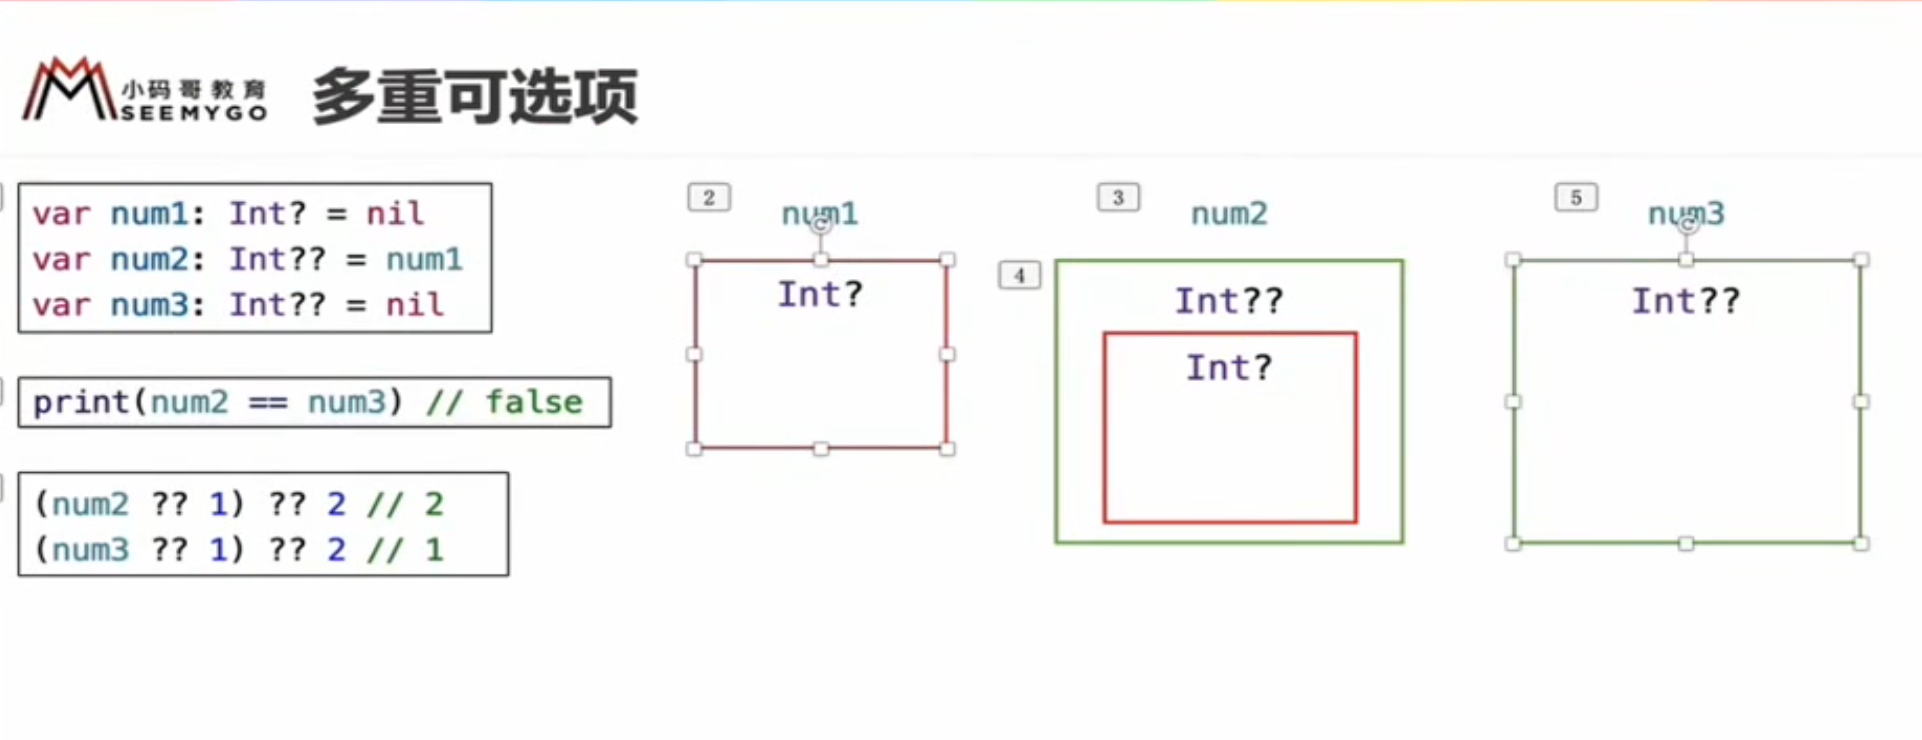 小码哥教育
SEEMYGO
多重可选项
var num1: Int? = nil
var num2: Int?? = num1
var num3: Int?? = nil
print(num2 == num3) // false
(num2 ?? 1) ?? 2 // 2
(num3 ?? 1) ?? 2 // 1
2
num1
Int?
3
num2
4
Int??
Int?
5
num3
Int??